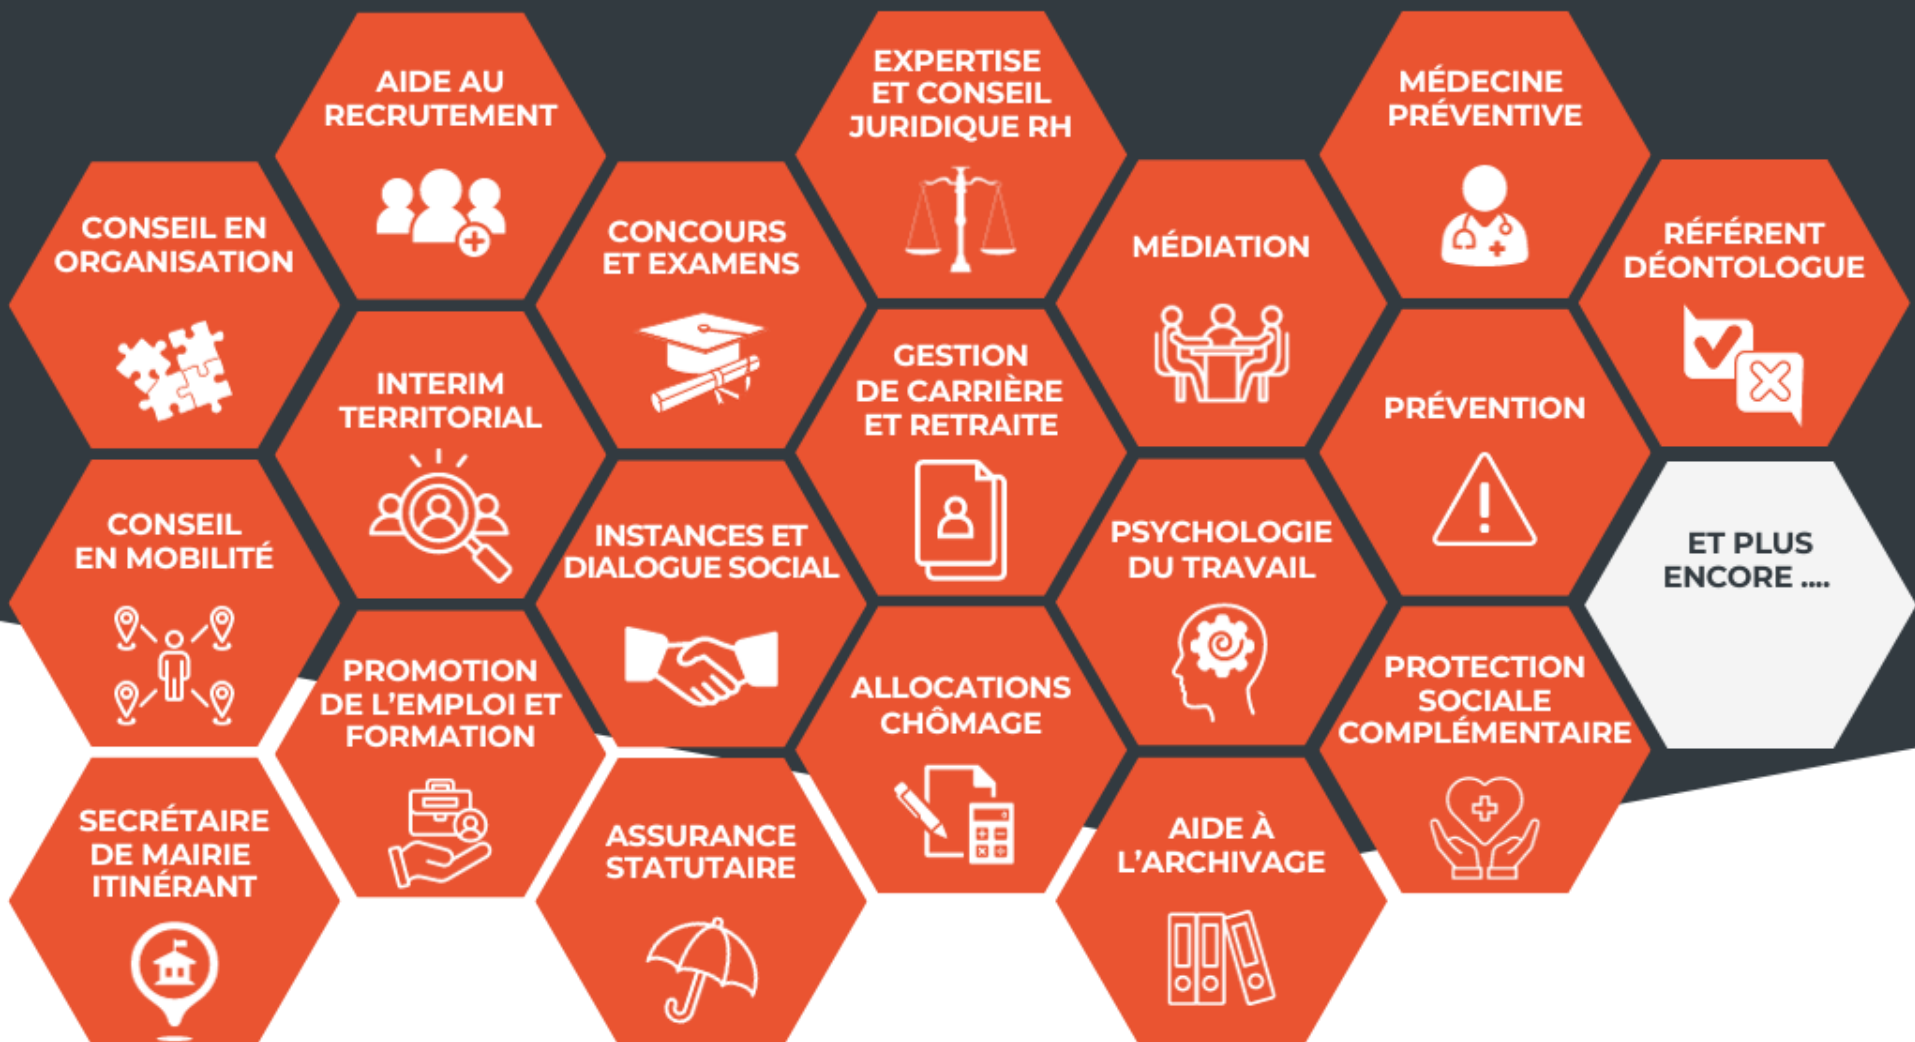 AIDE AU
RECRUTEMENT
EXPERTISE
ET CONSEIL
JURIDIQUE RH
MÉDECINE
PRÉVENTIVE
CONSEIL EN
ORGANISATION
CONCOURS
ET EXAMENS
MÉDIATION
RÉFÉRENT
DÉONTOLOGUE
INTERIM
TERRITORIAL
GESTION
DE CARRIÈRE
ET RETRAITE
PRÉVENTION
CONSEIL
EN MOBILITÉ
INSTANCES ET
DIALOGUE SOCIAL
PSYCHOLOGIE
DU TRAVAIL
ET PLUS
ENCORE ....
PROMOTION
DE L'EMPLOI ET
FORMATION
ALLOCATIONS
CHÔMAGE
PROTECTION
SOCIALE
COMPLÉMENTAIRE
SECRÉTAIRE
DE MAIRIE
ITINÉRANT
ASSURANCE
STATUTAIRE
AIDE À
L'ARCHIVAGE